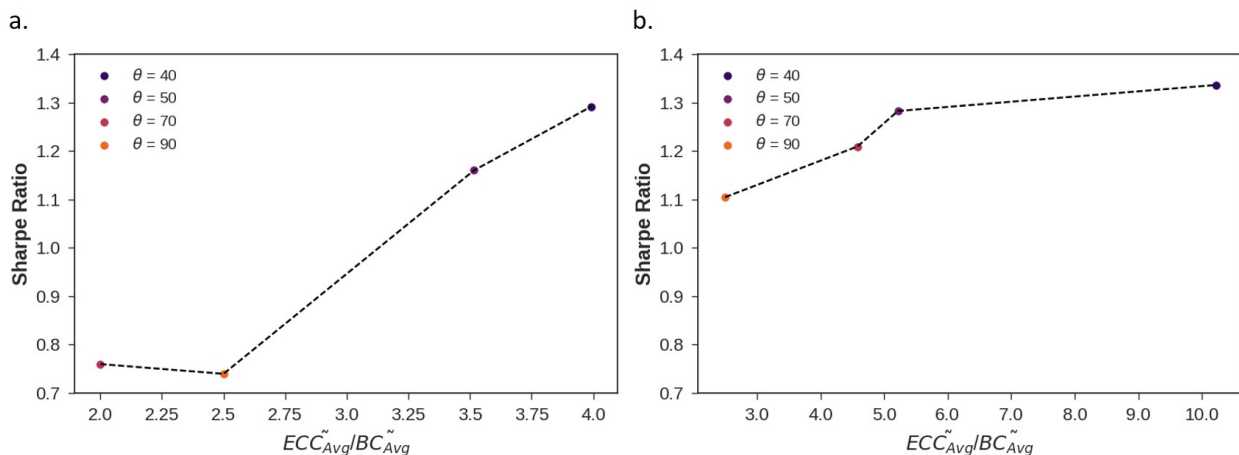 a.
1.4
1.3
1.2
1.1
1.0
0.9
0.8
0.7
Sharpe Ratio
θ = 40
θ = 50
θ = 70
θ = 90
2.0 2.25 2.5 2.75 3.0 3.25 3.5 3.75 4.0
ECC̃_Avg/BC̃_Avg
b.
1.4
1.3
1.2
1.1
1.0
0.9
0.8
0.7
Sharpe Ratio
θ = 40
θ = 50
θ = 70
θ = 90
3.0 4.0 5.0 6.0 7.0 8.0 9.0 10.0
ECC̃_Avg/BC̃_Avg